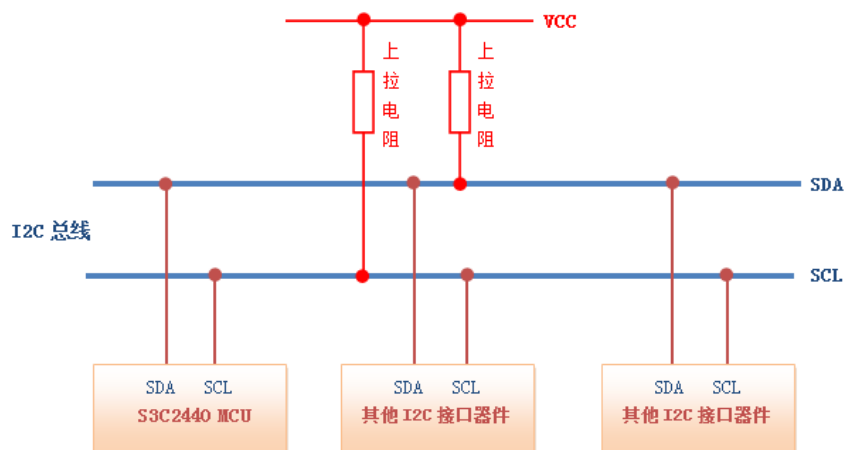 VCC
上拉电阻
上拉电阻
SDA
I2C 总线
SCL
SDA SCL
S3C2440 MCU
SDA SCL
其他 I2C 接口器件
SDA SCL
其他 I2C 接口器件